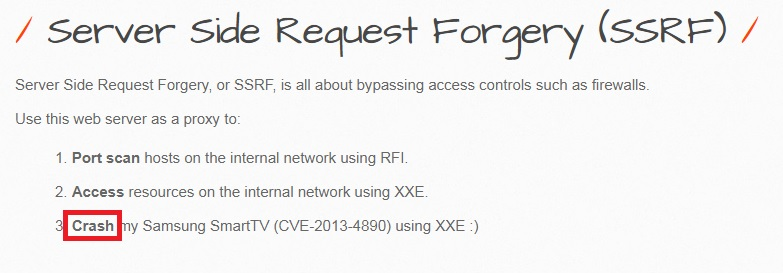 / Server Side Request Forgery (SSRF) /
Server Side Request Forgery, or SSRF, is all about bypassing access controls such as firewalls.
Use this web server as a proxy to:
1. Port scan hosts on the internal network using RFI.
2. Access resources on the internal network using XXE.
3. Crash my Samsung SmartTV (CVE-2013-4890) using XXE :)